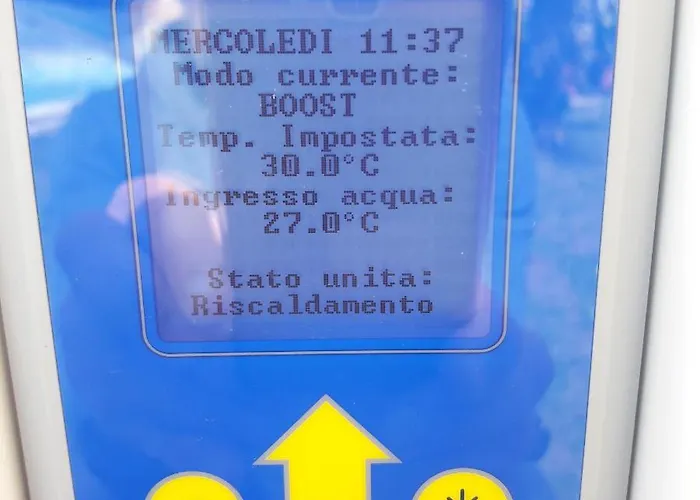 MERCOLEDI 11:37
Modo currente:
BOOST
Temp. Impostata:
30.0°C
Ingresso acqua:
27.0°C
Stato unita:
Riscaldamento